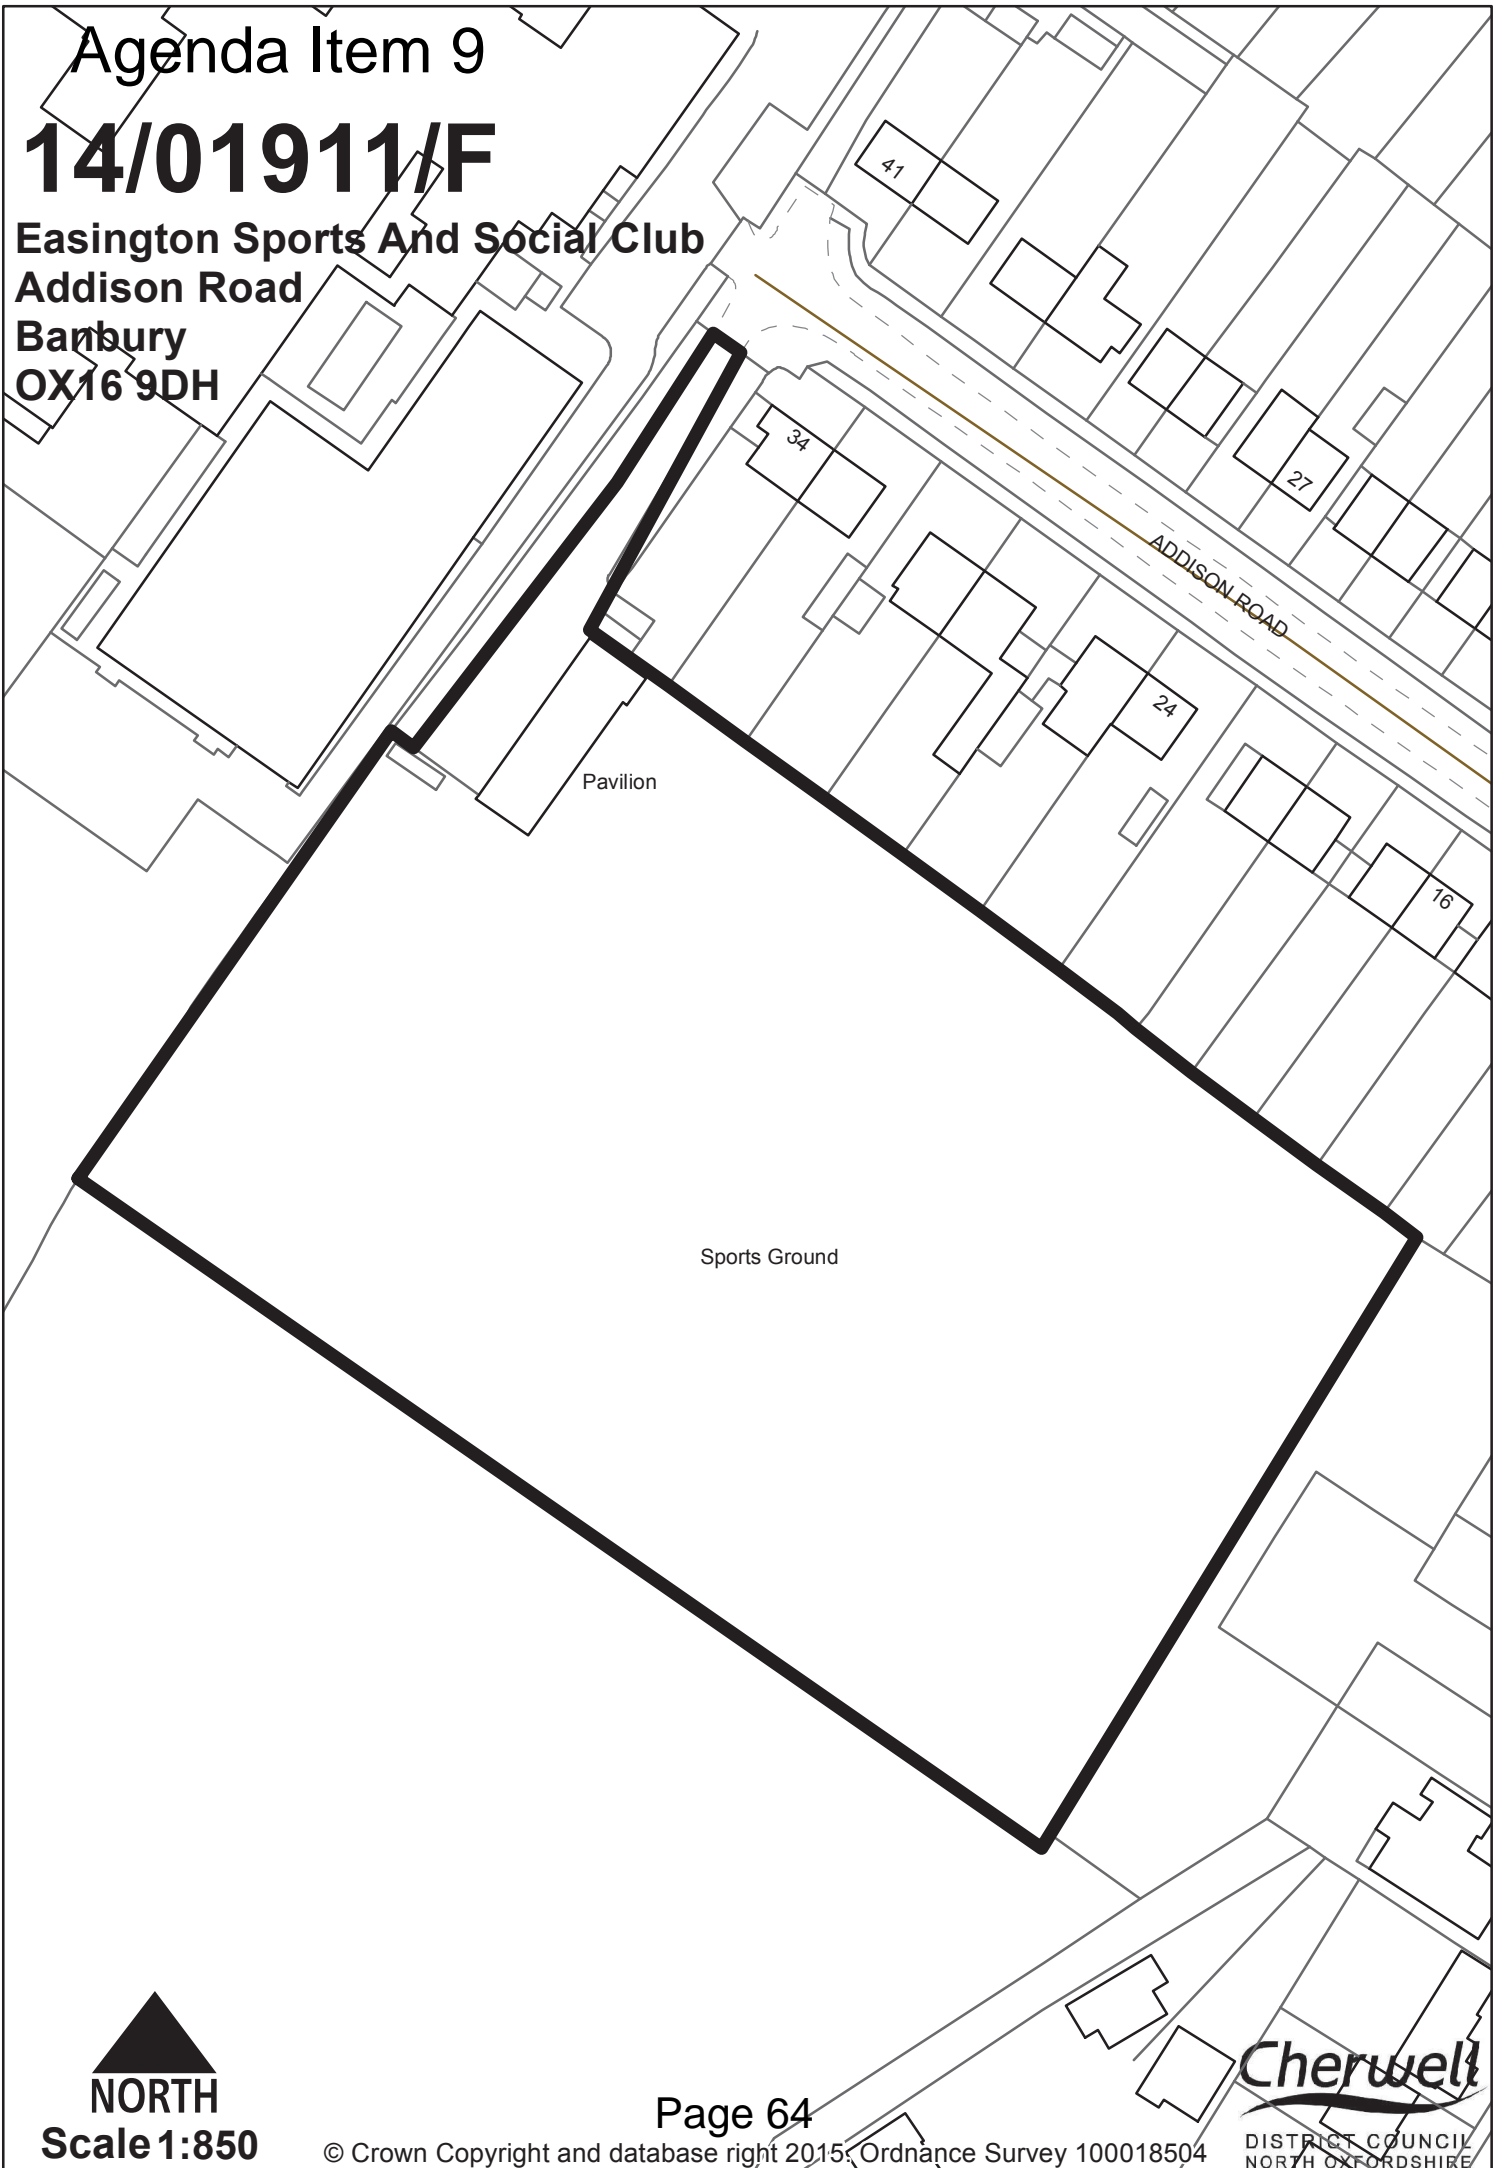 Agenda Item 9
14/01911/F
Easington Sports And Social Club
Addison Road
Banbury
OX16 9DH
41
34
27
ADDISON ROAD
24
16
Pavilion
Sports Ground
NORTH
Scale 1:850
Page 64
© Crown Copyright and database right 2015. Ordnance Survey 100018504
Cherwell
DISTRICT COUNCIL
NORTH OXFORDSHIRE